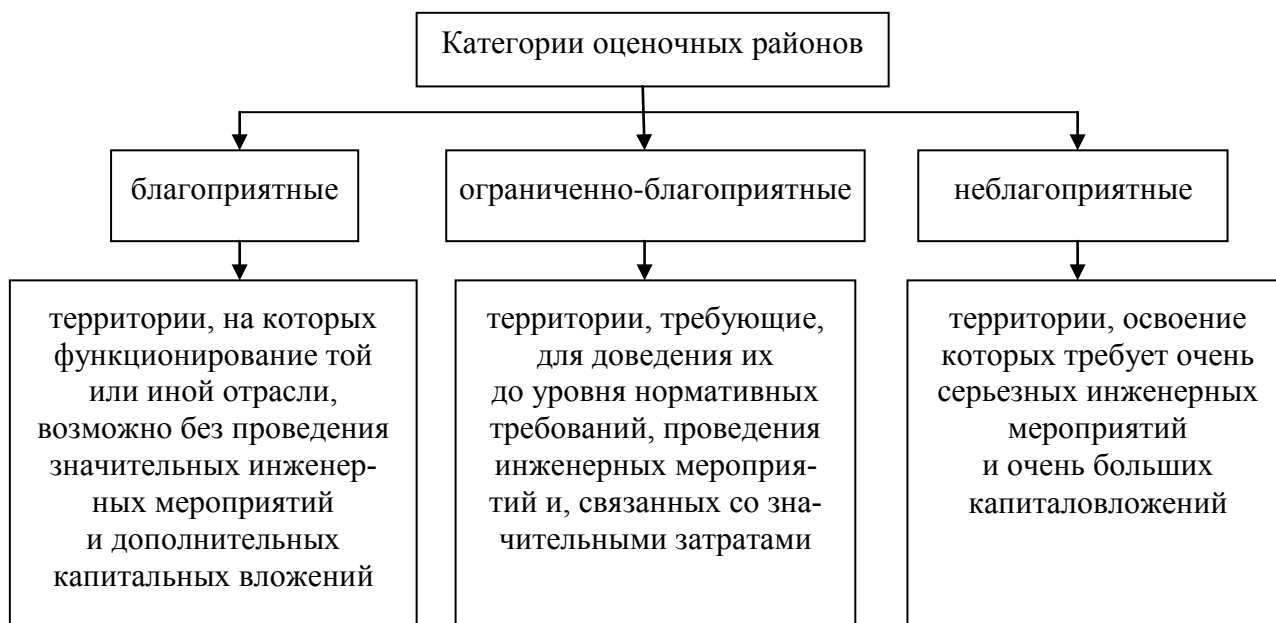 Категории оценочных районов
благоприятные
ограниченно-благоприятные
неблагоприятные
территории, на которых
функционирование той
или иной отрасли,
возможно без проведения
значительных инженер-
ных мероприятий
и дополнительных
капитальных вложений
территории, требующие,
для доведения их
до уровня нормативных
требований, проведения
инженерных мероприя-
тий и, связанных со зна-
чительными затратами
территории, освоение
которых требует очень
серьезных инженерных
мероприятий
и очень больших
капиталовложений